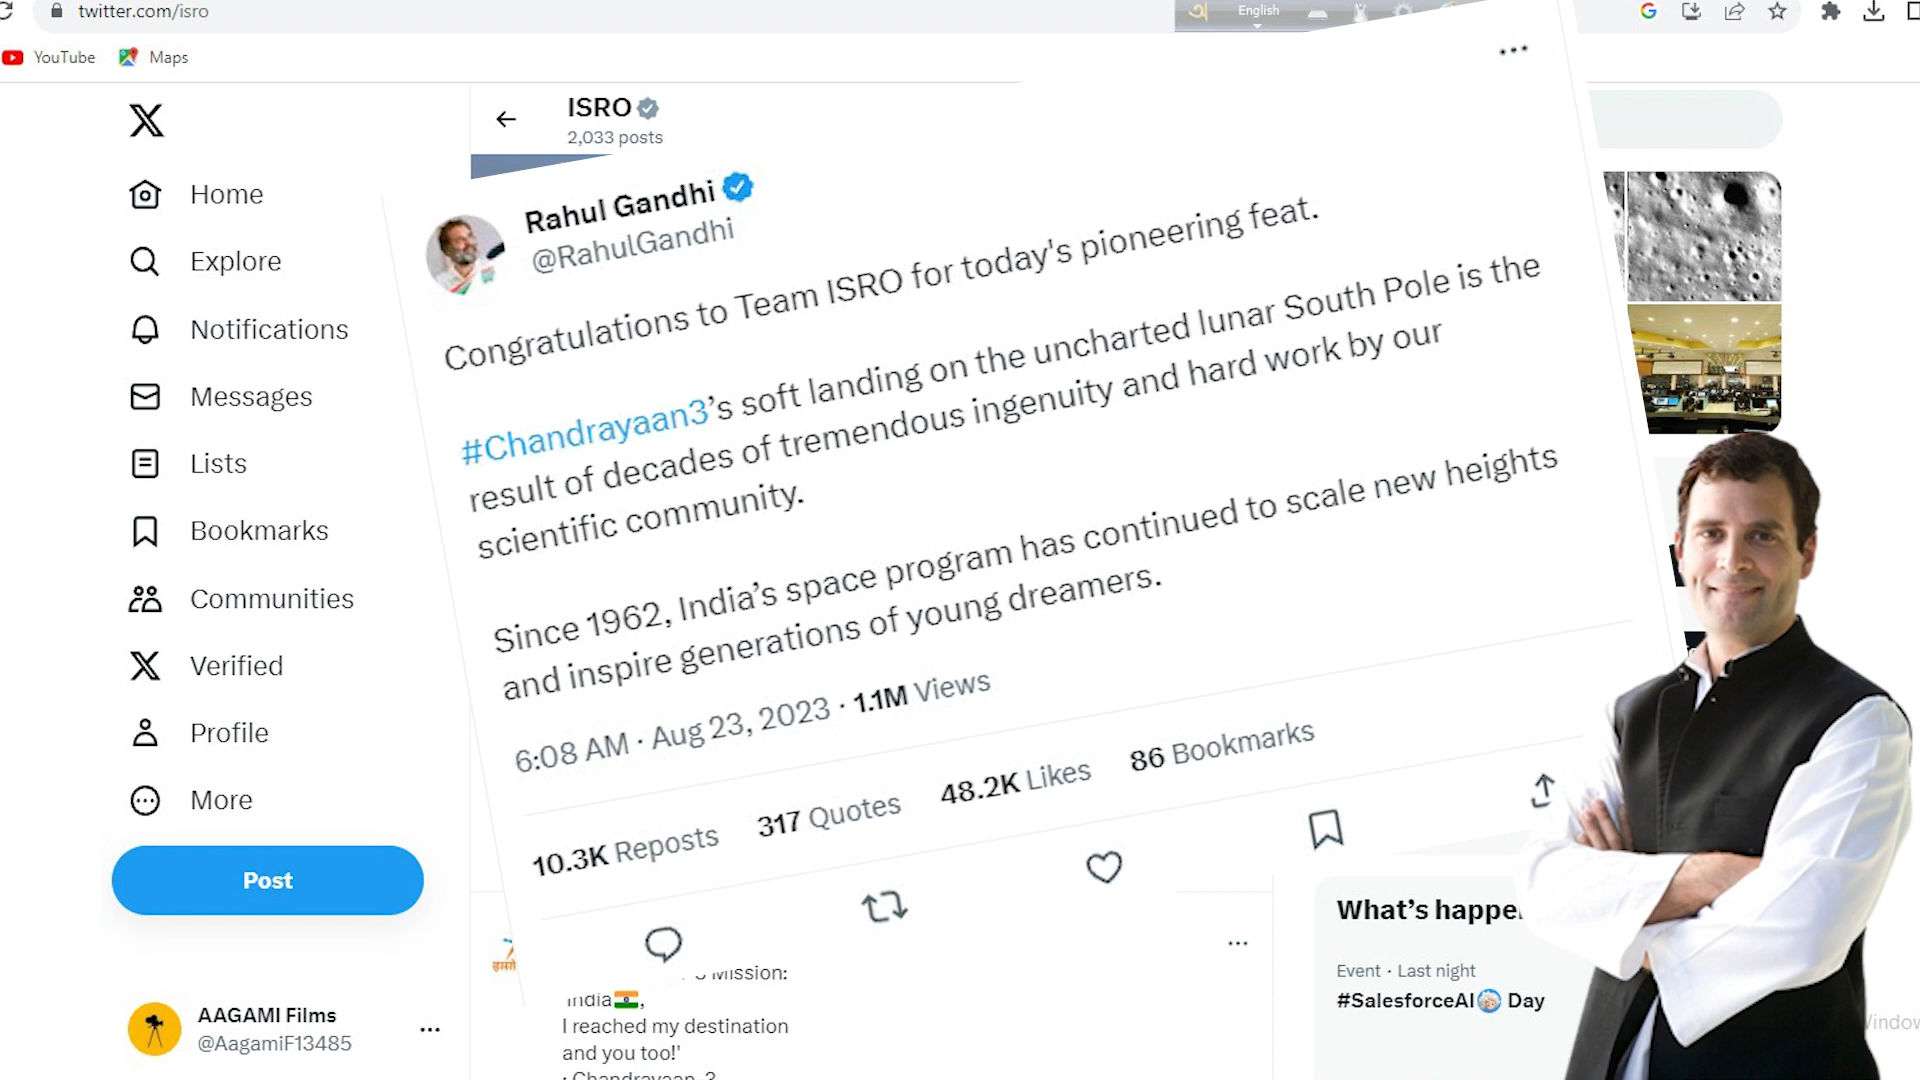 twitter.com/isro
English
YouTube
Maps
ISRO
2,033 posts
Home
Explore
Notifications
Messages
Lists
Bookmarks
Communities
Verified
Profile
More
Post
AAGAMI Films
@AagamiF13485
Rahul Gandhi
@RahulGandhi
Congratulations to Team ISRO for today's pioneering feat.
#Chandrayaan3’s soft landing on the uncharted lunar South Pole is the
result of decades of tremendous ingenuity and hard work by our
scientific community.
Since 1962, India’s space program has continued to scale new heights
and inspire generations of young dreamers.
6:08 AM · Aug 23, 2023 · 1.1M Views
10.3K Reposts 317 Quotes 48.2K Likes 86 Bookmarks
इसरो
Mission:
India🇮🇳,
I reached my destination
and you too!'
: Chandrayaan-3
What’s happe
Event · Last night
#SalesforceAI Day